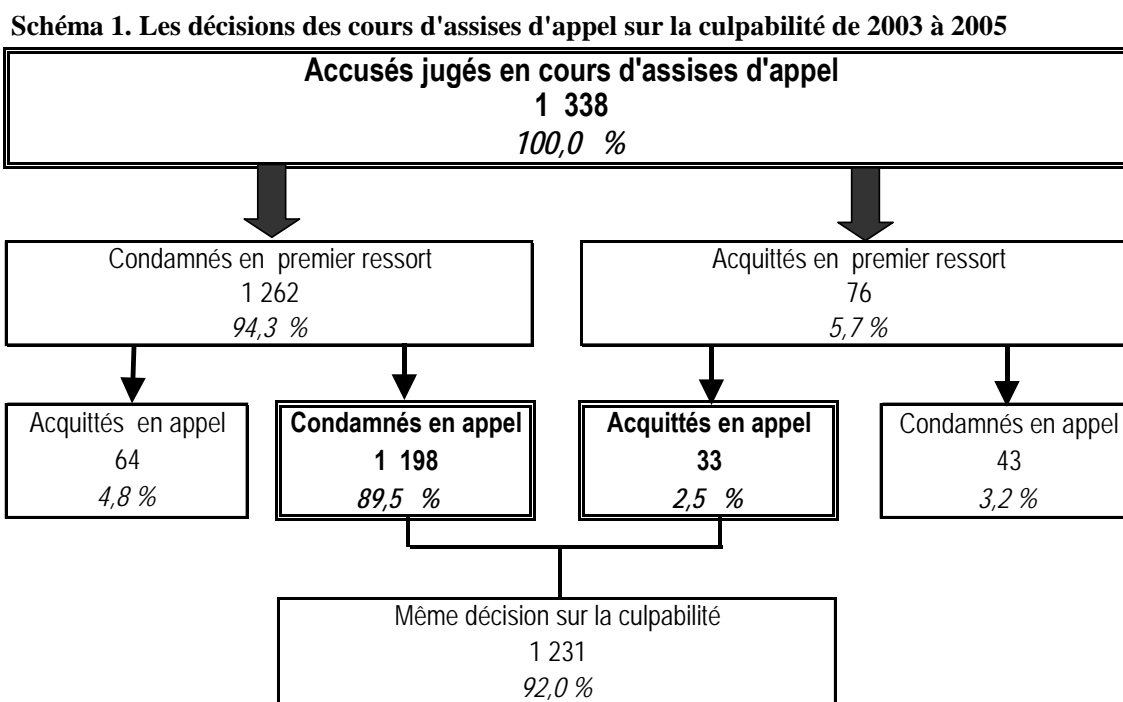 Schéma 1. Les décisions des cours d'assises d'appel sur la culpabilité de 2003 à 2005
Accusés jugés en cours d'assises d'appel
1 338
100,0 %
Condamnés en premier ressort
1 262
94,3 %
Acquittés en premier ressort
76
5,7 %
Acquittés en appel
64
4,8 %
Condamnés en appel
1 198
89,5 %
Acquittés en appel
33
2,5 %
Condamnés en appel
43
3,2 %
Même décision sur la culpabilité
1 231
92,0 %